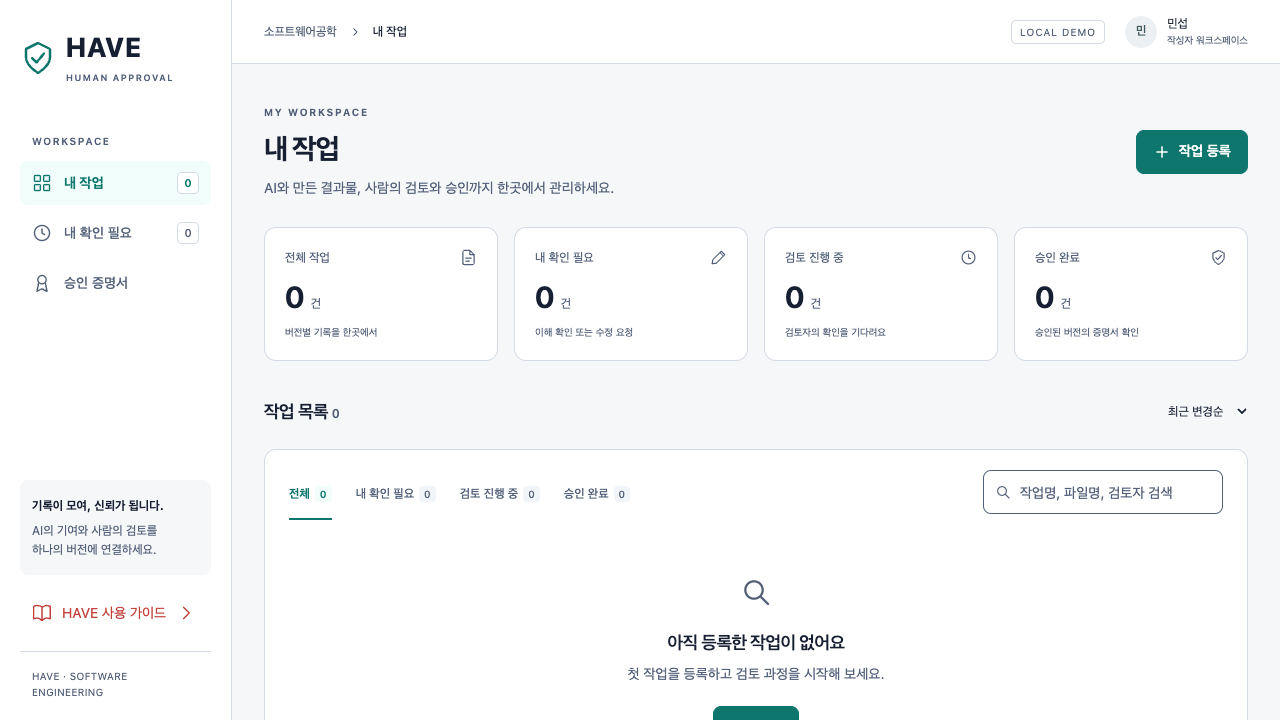 HAVE
HUMAN APPROVAL
WORKSPACE
내 작업 0
내 확인 필요 0
승인 증명서
기록이 모여, 신뢰가 됩니다.
AI의 기여와 사람의 검토를
하나의 버전에 연결하세요.
HAVE 사용 가이드
HAVE · SOFTWARE
ENGINEERING
소프트웨어공학 > 내 작업
LOCAL DEMO
민
민섭
작성자 워크스페이스
MY WORKSPACE
내 작업
AI와 만든 결과물, 사람의 검토와 승인까지 한곳에서 관리하세요.
+ 작업 등록
전체 작업
0 건
버전별 기록을 한곳에서
내 확인 필요
0 건
이해 확인 또는 수정 요청
검토 진행 중
0 건
검토자의 확인을 기다려요
승인 완료
0 건
승인된 버전의 증명서 확인
작업 목록 0
최근 변경순
전체 0 내 확인 필요 0 검토 진행 중 0 승인 완료 0
작업명, 파일명, 검토자 검색
아직 등록한 작업이 없어요
첫 작업을 등록하고 검토 과정을 시작해 보세요.